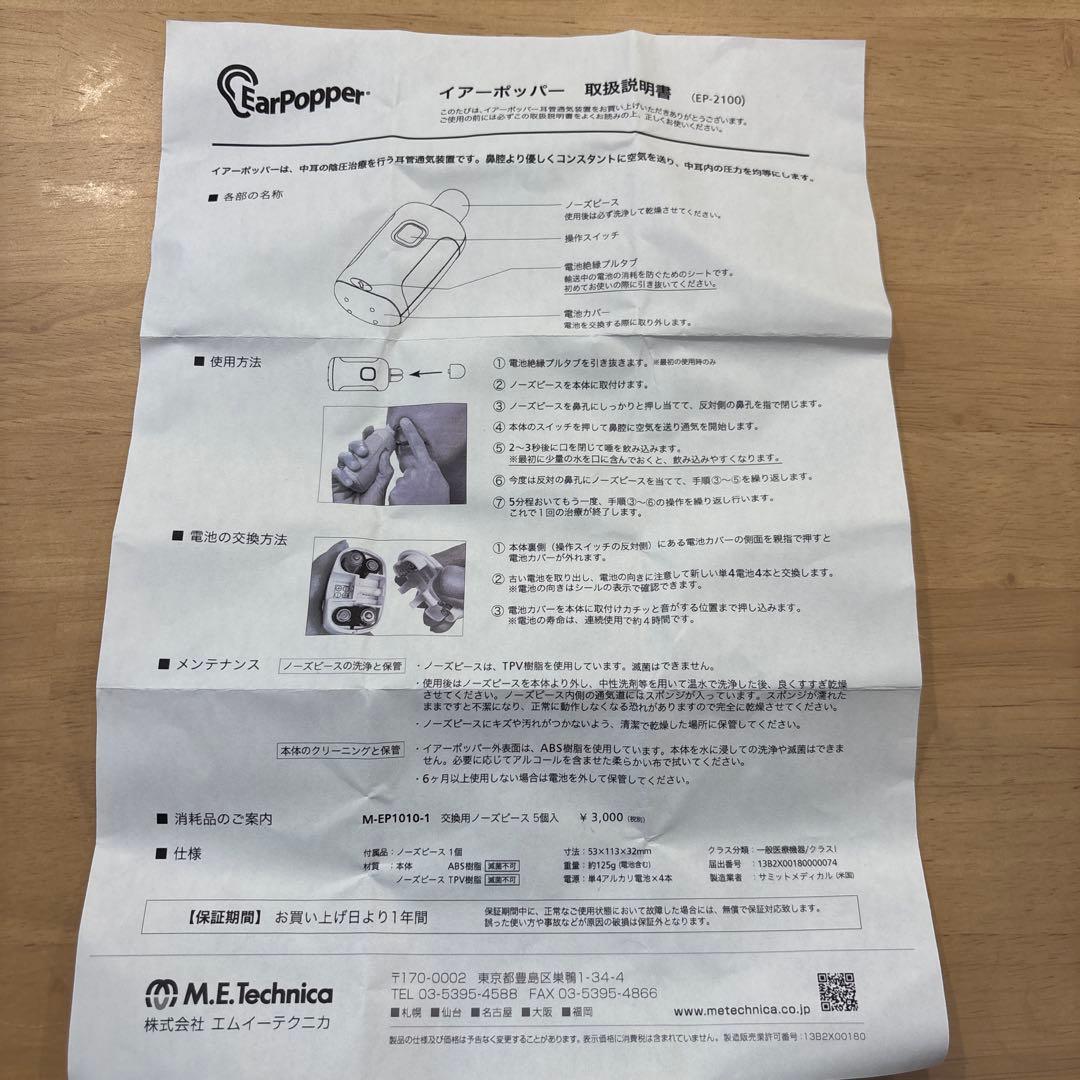 EarPopper®
イアーポッパー 取扱説明書 (EP-2100)
このたびは、イアーポッパー耳管通気装置をお買い上げいただきありがとうございます。
ご使用の前には必ずこの取扱説明書をよくお読みの上、正しくお使いください。
イアーポッパーは、中耳の陰圧治療を行う耳管通気装置です。鼻腔より優しくコンスタントに空気を送り、中耳内の圧力を均等にします。
■ 各部の名称
ノーズピース
使用後は必ず洗浄して乾燥させてください。
操作スイッチ
電池絶縁プルタブ
輸送中の電池の消耗を防ぐためのシートです。
初めてお使いの際に引き抜いてください。
電池カバー
電池を交換する際に取り外します。
■ 使用方法
① 電池絶縁プルタブを引き抜きます。※最初の使用時のみ
② ノーズピースを本体に取付けます。
③ ノーズピースを鼻孔にしっかりと押し当てて、反対側の鼻孔を指で閉じます。
④ 本体のスイッチを押して鼻腔に空気を送り通気を開始します。
⑤ 2～3秒後に口を閉じて唾を飲み込みます。
※最初に少量の水を口に含んでおくと、飲み込みやすくなります。
⑥ 今度は反対の鼻孔にノーズピースを当てて、手順③～⑤を繰り返します。
⑦ 5分程おいてもう一度、手順③～⑥の操作を繰り返し行います。
これで1回の治療が終了します。
■ 電池の交換方法
① 本体裏側（操作スイッチの反対側）にある電池カバーの側面を親指で押すと
電池カバーが外れます。
② 古い電池を取り出し、電池の向きに注意して新しい単4電池4本と交換します。
※電池の向きはシールの表示で確認できます。
③ 電池カバーを本体に取付けカチッと音がする位置まで押し込みます。
※電池の寿命は、連続使用で約4時間です。
■ メンテナンス
ノーズピースの洗浄と保管
・ノーズピースは、TPV樹脂を使用しています。滅菌はできません。
・使用後はノーズピースを本体より外し、中性洗剤等を用いて温水で洗浄した後、良くすすぎ乾燥
させてください。ノーズピース内側の通気道にはスポンジが入っています。スポンジが濡れた
ままですと不潔になり、正常に動作しなくなる恐れがありますので完全に乾燥させてください。
・ノーズピースにキズや汚れがつかないよう、清潔で乾燥した場所に保管してください。
本体のクリーニングと保管
・イアーポッパー外表面は、ABS樹脂を使用しています。本体を水に浸しての洗浄や滅菌はできま
せん。必要に応じてアルコールを含ませた柔らかい布で拭いてください。
・6ヶ月以上使用しない場合は電池を外して保管してください。
■ 消耗品のご案内
M-EP1010-1 交換用ノーズピース 5個入 ¥ 3,000 (税別)
■ 仕様
付属品：ノーズピース 1個
材質 ：本体 ABS樹脂 滅菌不可
ノーズピース TPV樹脂 滅菌不可
寸法：53×113×32mm
重量：約125g (電池含む)
電源：単4アルカリ電池×4本
クラス分類：一般医療機器/クラスI
届出番号 ：13B2X00180000074
製造業者 ：サミットメディカル (米国)
【保証期間】 お買い上げ日より1年間
保証期間中に、正常なご使用状態において故障した場合には、無償で保証対応致します。
誤った使い方や事故などが原因の破損は保証外となります。
M.E.Technica
株式会社 エムイーテクニカ
〒170-0002 東京都豊島区巣鴨1-34-4
TEL 03-5395-4588 FAX 03-5395-4866
■札幌 ■仙台 ■名古屋 ■大阪 ■福岡
www.metechnica.co.jp
製品の仕様及び価格は予告なく変更することがあります。表示価格に消費税は含まれていません。製造販売業許可番号：13B2X00180